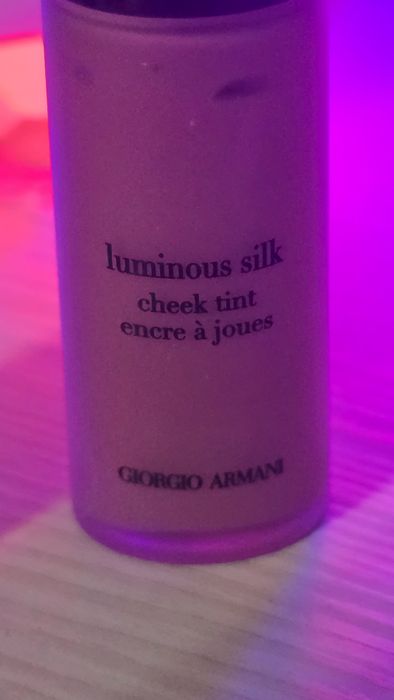 luminous silk
cheek tint
encre à joues
GIORGIO ARMANI